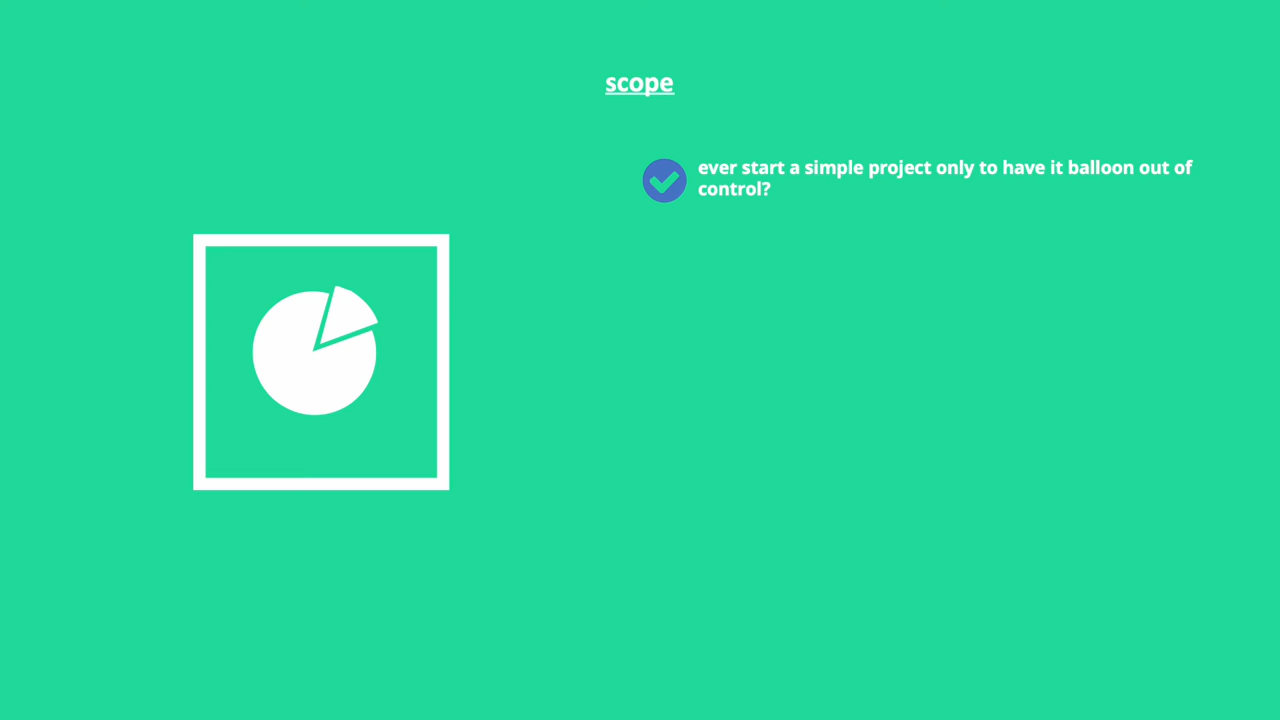 scope
ever start a simple project only to have it balloon out of
control?